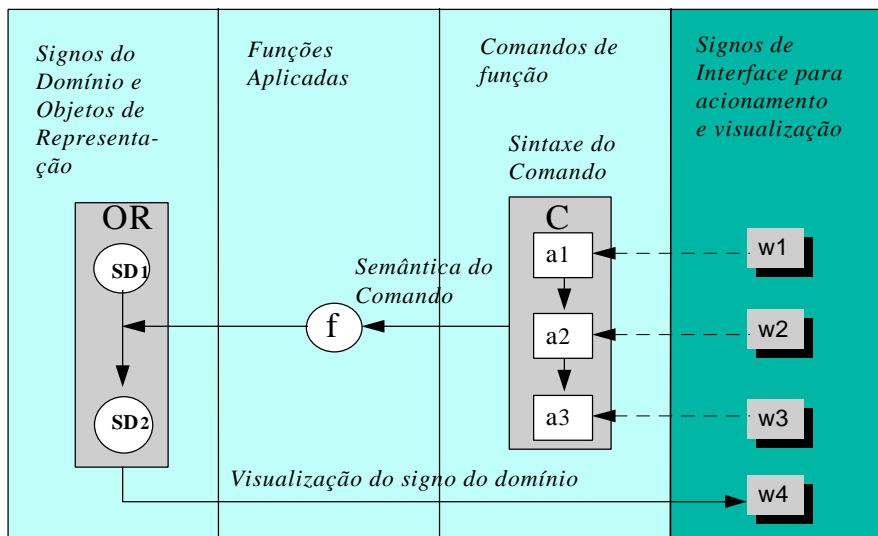 Signos do
Domínio e
Objetos de
Representa-
ção
Funções
Aplicadas
Comandos de
função
Signos de
Interface para
acionamento
e visualização
Sintaxe do
Comando
OR
C
SD1
a1
w1
Semântica do
Comando
f
a2
w2
SD2
a3
w3
Visualização do signo do domínio
w4